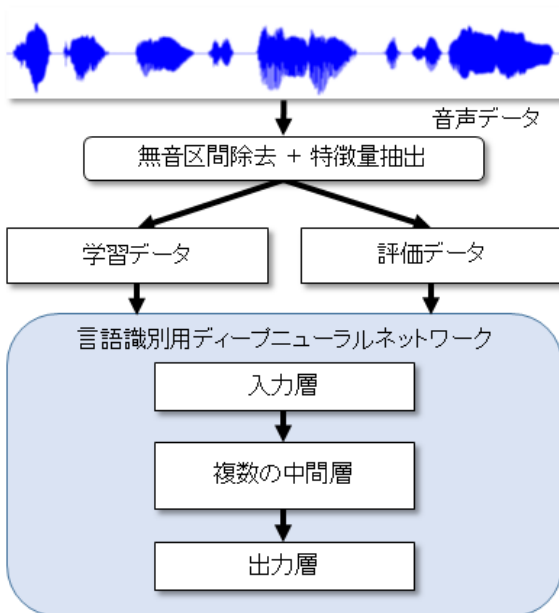 音声データ
無音区間除去 + 特徴量抽出
学習データ
評価データ
言語識別用ディープニューラルネットワーク
入力層
複数の中間層
出力層